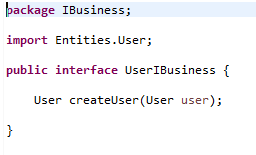 package IBusiness;
import Entities.User;
public interface UserIBusiness {
User createUser(User user);
}